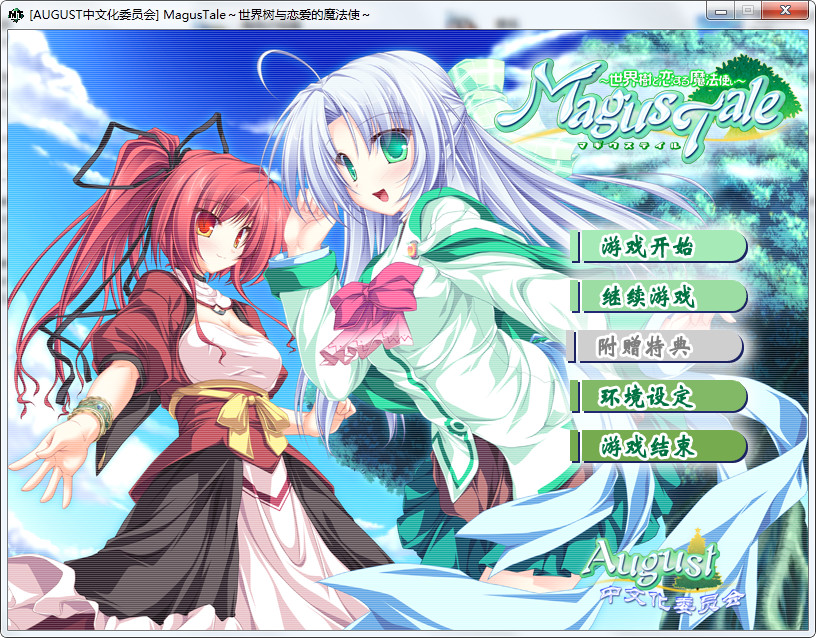 [AUGUST中文化委员会] MagusTale～世界树与恋爱的魔法使～
～世界樹と恋する魔法使い～
MagusTale
マギウステイル
游戏开始
继续游戏
附赠特典
环境设定
游戏结束
August
中文化委员会